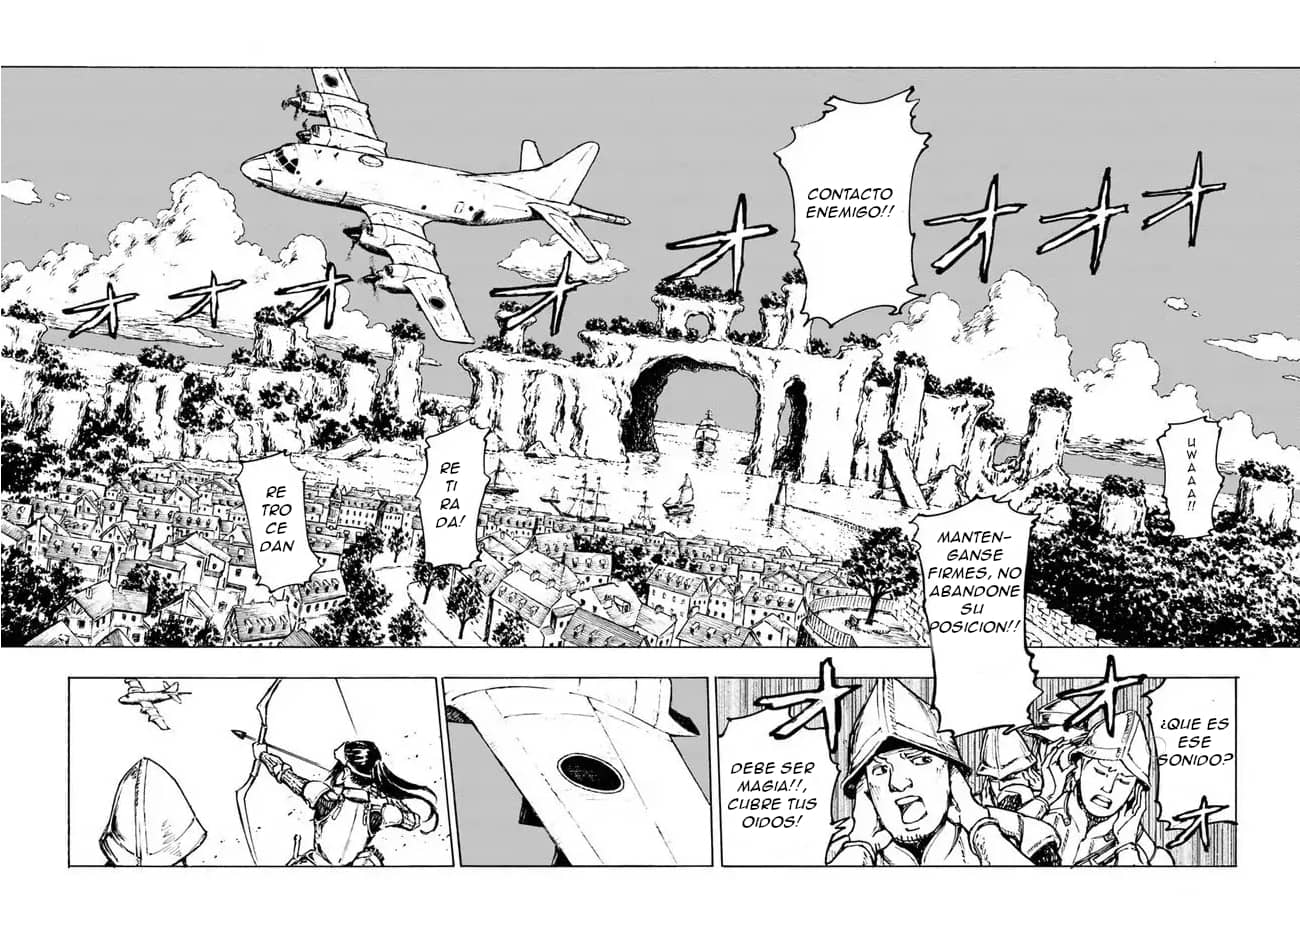 CONTACTO
ENEMIGO!!
オ
オ
オ
オ
オ
オ
オ
オ
UWAAA!!
RE
TI
RA
DA!
RE
TRO
CE
DAN
MANTEN-
GANSE
FIRMES, NO
ABANDONE
SU
POSICION!!
¿QUE ES
ESE
SONIDO?
オ
オ
オ
DEBE SER
MAGIA!!,
CUBRE TUS
OIDOS!